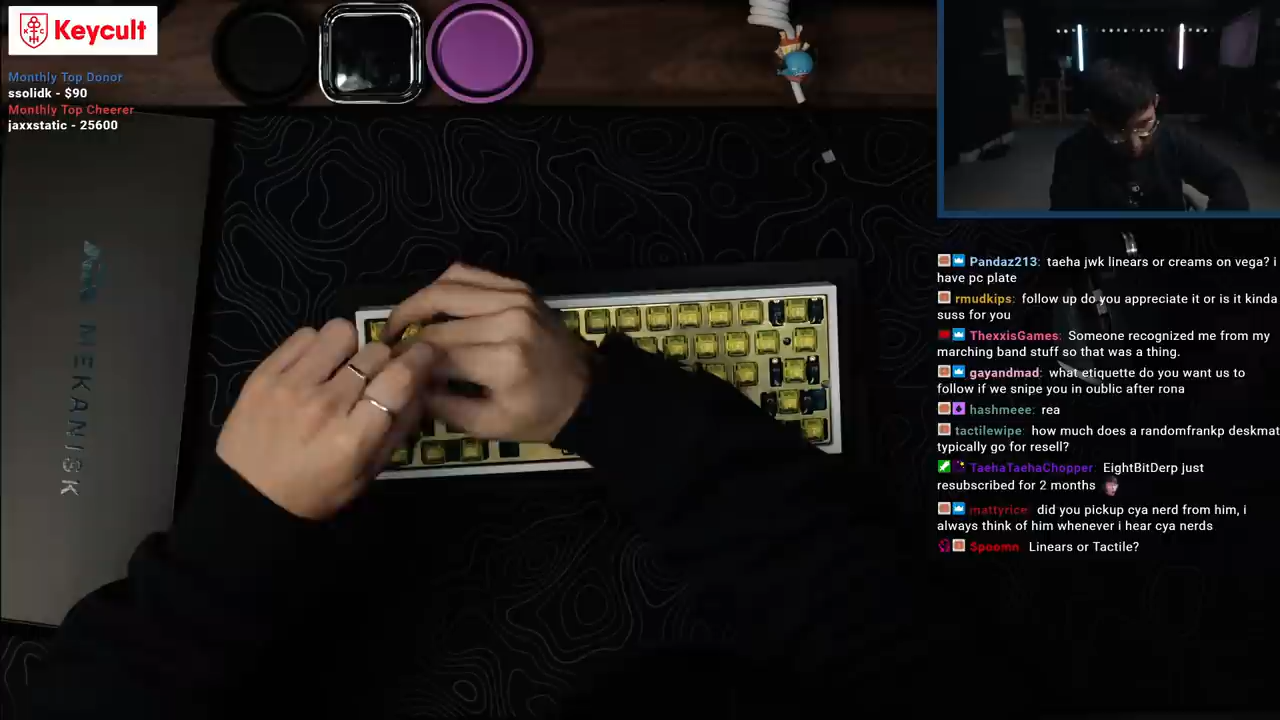 Keycult
Monthly Top Donor
ssolidk - $90
Monthly Top Cheerer
jaxxstatic - 25600
MEKANISK
Pandaz213: taeha jwk linears or creams on vega? i
have pc plate
rmudkips: follow up do you appreciate it or is it kinda
suss for you
ThexxisGames: Someone recognized me from my
marching band stuff so that was a thing.
gayandmad: what etiquette do you want us to
follow if we snipe you in oublic after rona
hashmeee: rea
tactilewipe: how much does a randomfrankp deskmat
typically go for resell?
TaehaTaehaChopper: EightBitDerp just
resubscribed for 2 months
mattyrice: did you pickup cya nerd from him, i
always think of him whenever i hear cya nerds
Spoomn Linears or Tactile?